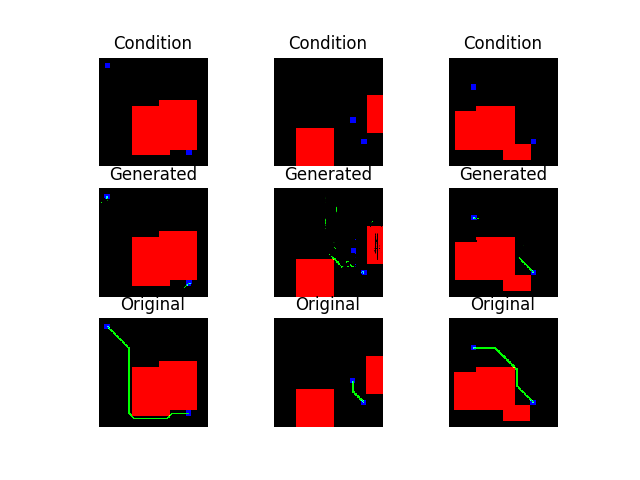 Condition Condition Condition
Generated Generated Generated
Original Original Original